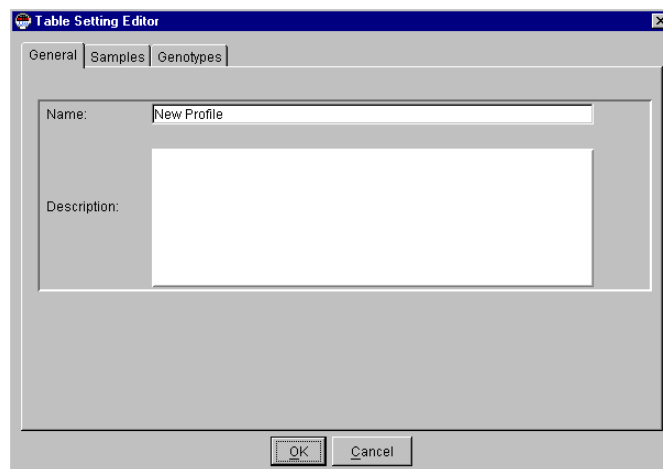 Table Setting Editor
General Samples Genotypes
Name: New Profile
Description:
OK Cancel